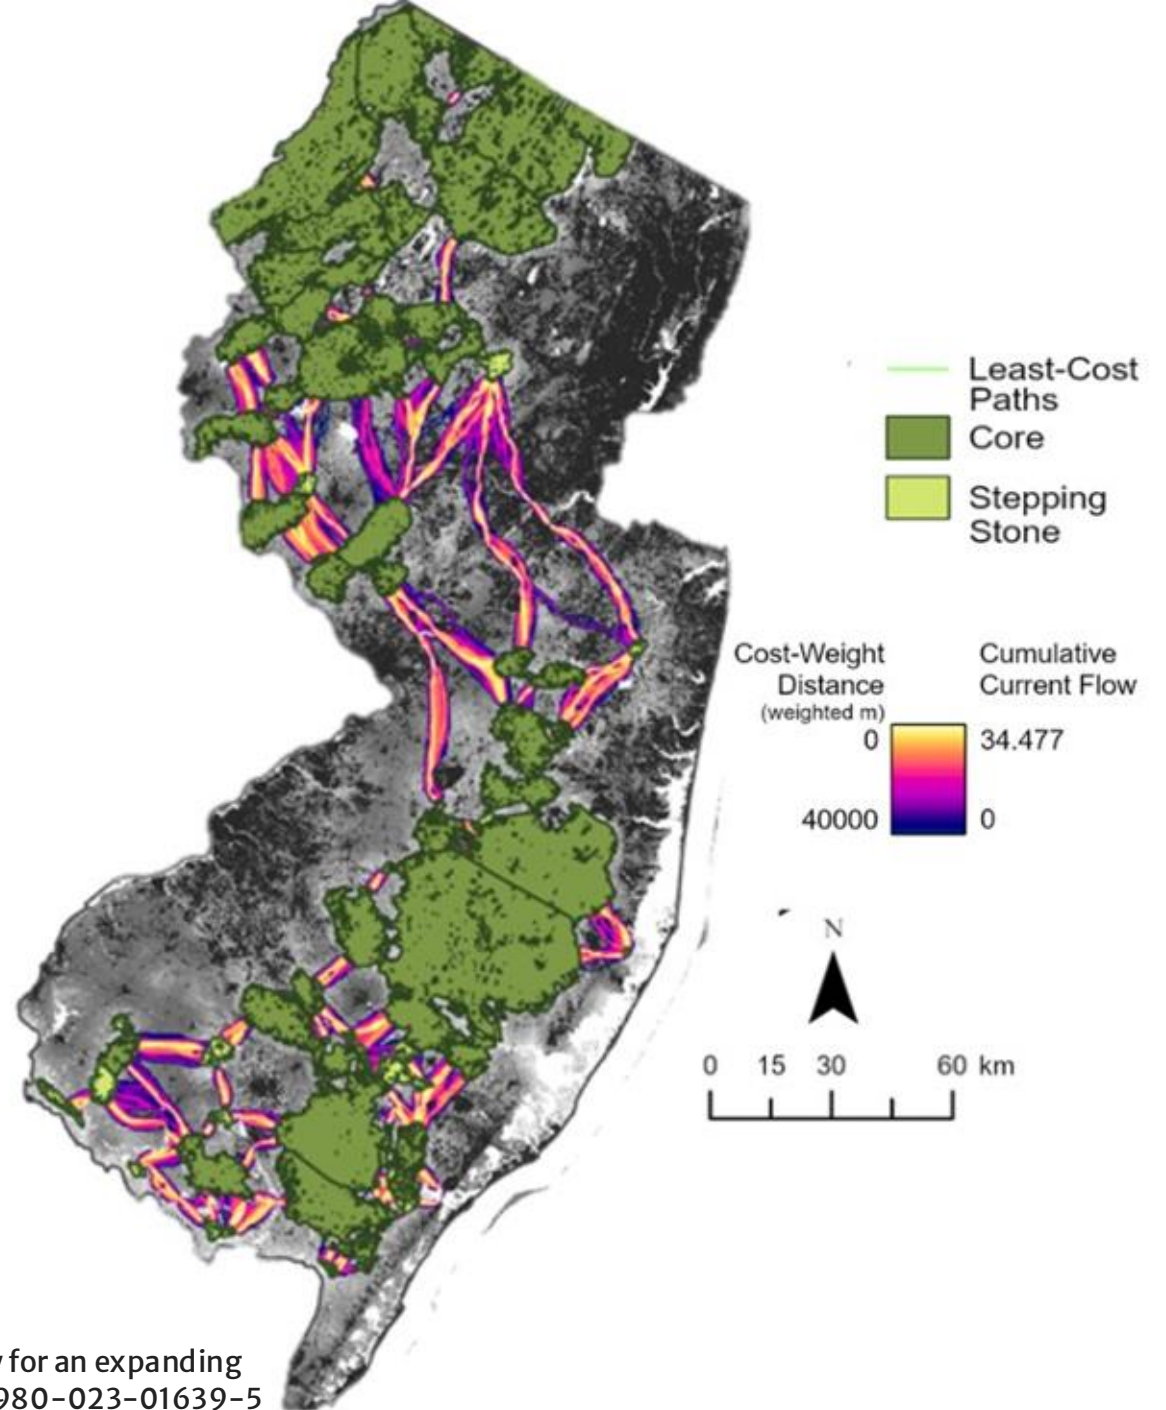 Least-Cost
Paths
Core
Stepping
Stone
Cost-Weight
Distance
(weighted m)
Cumulative
Current Flow
0
34.477
40000
0
N
0 15 30 60 km
for an expanding
980-023-01639-5